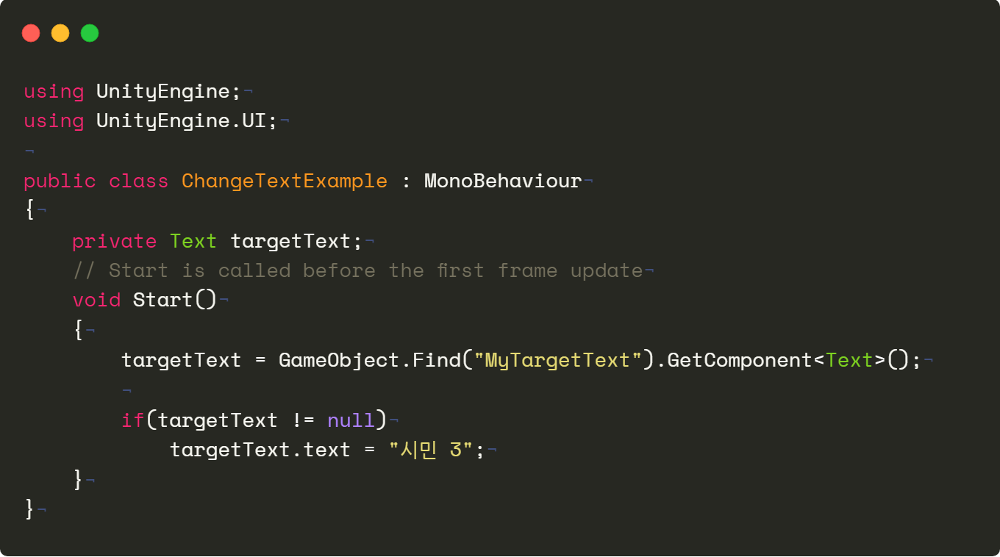 using UnityEngine;¬
using UnityEngine.UI;¬
¬
public class ChangeTextExample : MonoBehaviour¬
{¬
    private Text targetText;¬
    // Start is called before the first frame update¬
    void Start()¬
    {¬
        targetText = GameObject.Find("MyTargetText").GetComponent<Text>();¬
        ¬
        if(targetText != null)¬
            targetText.text = "시민 3";¬
    }¬
}¬